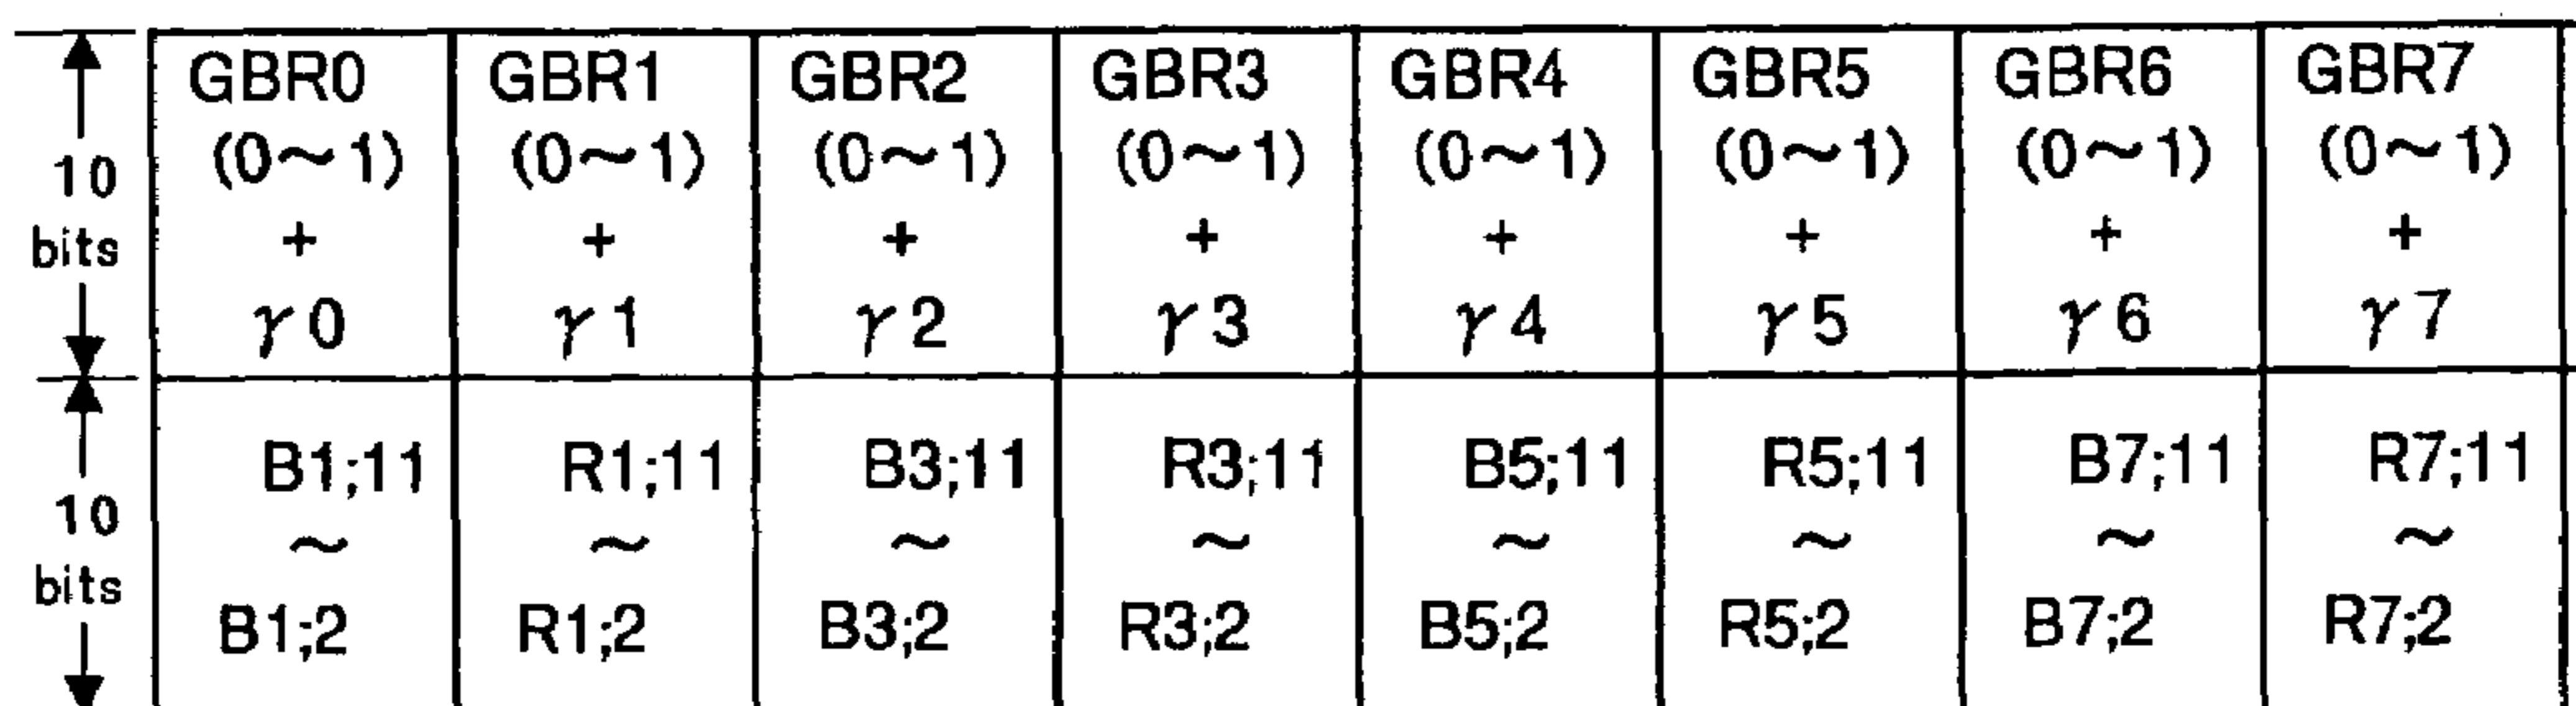 GBR0 GBR1 GBR2 GBR3 GBR4 GBR5 GBR6 GBR7
10 (0～1) (0～1) (0～1) (0～1) (0～1) (0～1) (0～1) (0～1)
bits + + + + + + + +
γ0 γ1 γ2 γ3 γ4 γ5 γ6 γ7
B1;11 R1;11 B3;11 R3;11 B5;11 R5;11 B7;11 R7;11
10 ～ ～ ～ ～ ～ ～ ～ ～
bits B1;2 R1;2 B3;2 R3;2 B5;2 R5;2 B7;2 R7;2